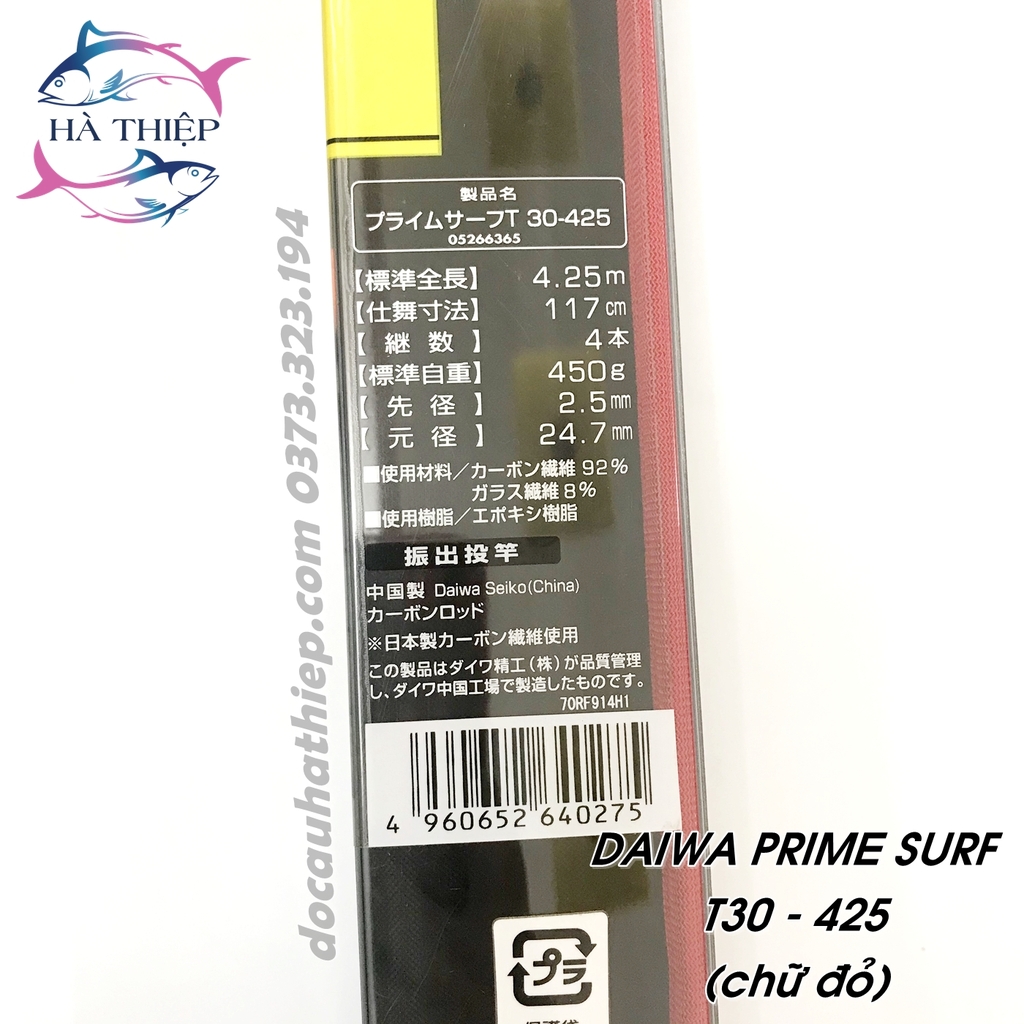 HÀ THIỆP
製品名
プライムサーフT 30-425
05266365
【標準全長】 4.25m
【仕舞寸法】 117cm
【 継 数 】 4本
【標準自重】 450g
【 先 径 】 2.5mm
【 元 径 】 24.7mm
■使用材料／カーボン繊維 92%
ガラス繊維 8%
■使用樹脂／エポキシ樹脂
振出投竿
中国製 Daiwa Seiko(China)
カーボンロッド
※日本製カーボン繊維使用
この製品はダイワ精工（株）が品質管理
し、ダイワ中国工場で製造したものです。
70RF914H1
4 960652 640275
プラ
docauhathiep.com 0373.323.194
DAIWA PRIME SURF
T30 - 425
(chữ đỏ)